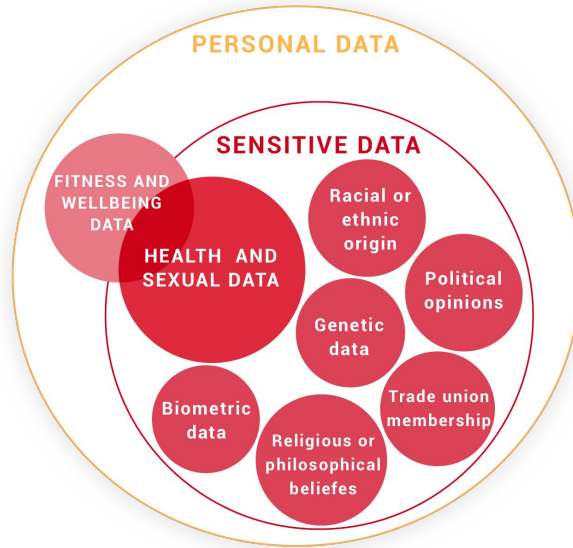 PERSONAL DATA
SENSITIVE DATA
FITNESS AND
WELLBEING
DATA
HEALTH AND
SEXUAL DATA
Racial or
ethnic
origin
Political
opinions
Genetic
data
Trade union
membership
Biometric
data
Religious or
philosophical
beliefes